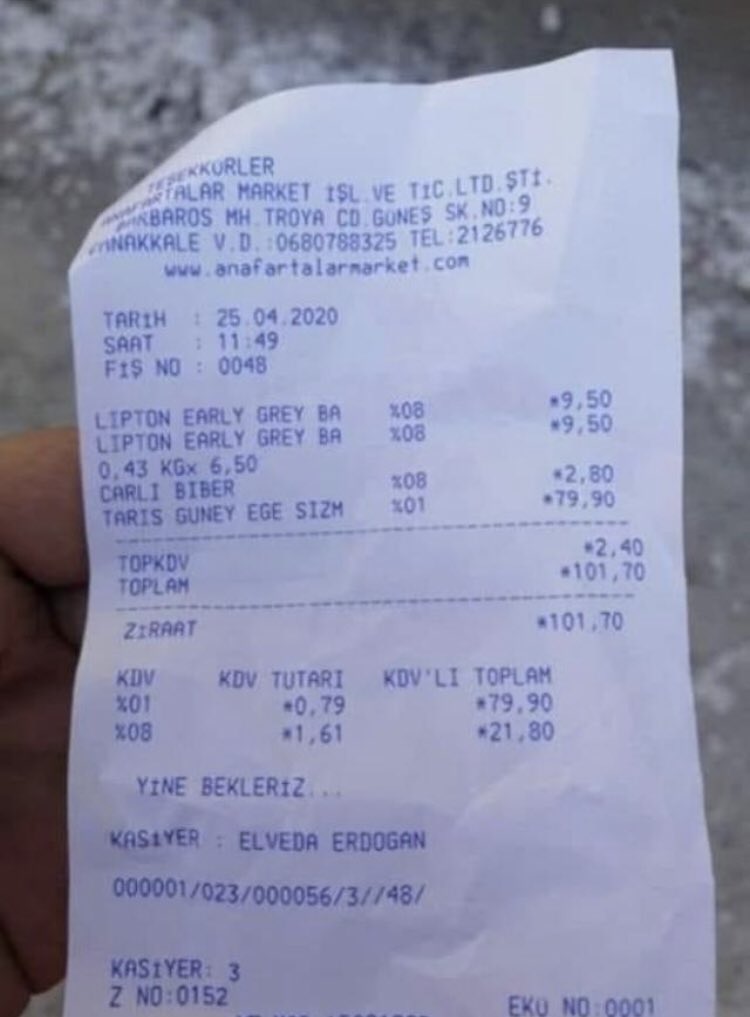 TEŞEKKÜRLER
ANAFARTALAR MARKET İŞL.VE TİC.LTD.ŞTİ.
BARBAROS MH.TROYA CD.GÜNEŞ SK.NO:9
ÇANAKKALE V.D.:0680788325 TEL:2126776
www.anafartalarmarket.com
TARİH : 25.04.2020
SAAT : 11:49
FİŞ NO : 0048
LIPTON EARLY GREY BA %08 *9,50
LIPTON EARLY GREY BA %08 *9,50
0,43 KGx 6,50
CARLI BIBER %08 *2,80
TARIS GUNEY EGE SIZM %01 *79,90
TOPKDV *2,40
TOPLAM *101,70
ZİRAAT *101,70
KDV KDV TUTARI KDV'LI TOPLAM
%01 *0,79 *79,90
%08 *1,61 *21,80
YİNE BEKLERİZ...
KASİYER : ELVEDA ERDOGAN
000001/023/000056/3//48/
KASİYER: 3
Z NO:0152
EKÜ NO:0001